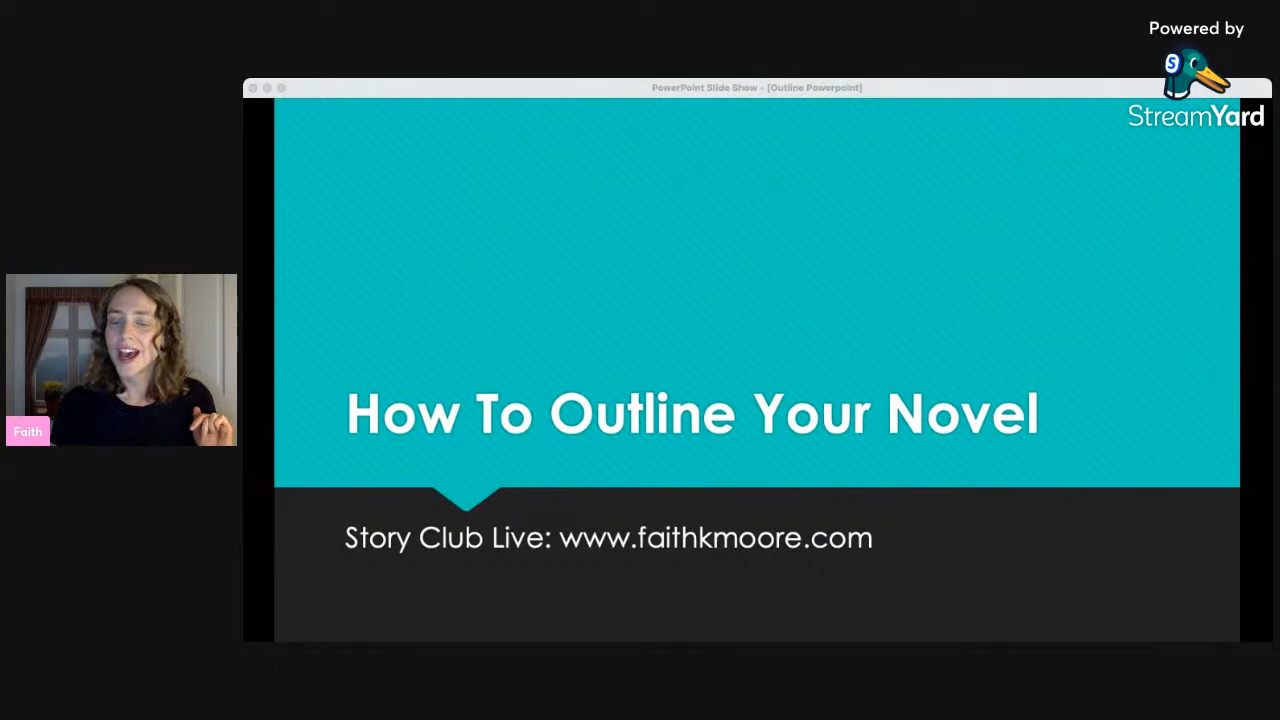 Powered by
S
StreamYard
PowerPoint Slide Show - [Outline Powerpoint]
How To Outline Your Novel
Faith
Story Club Live: www.faithkmoore.com